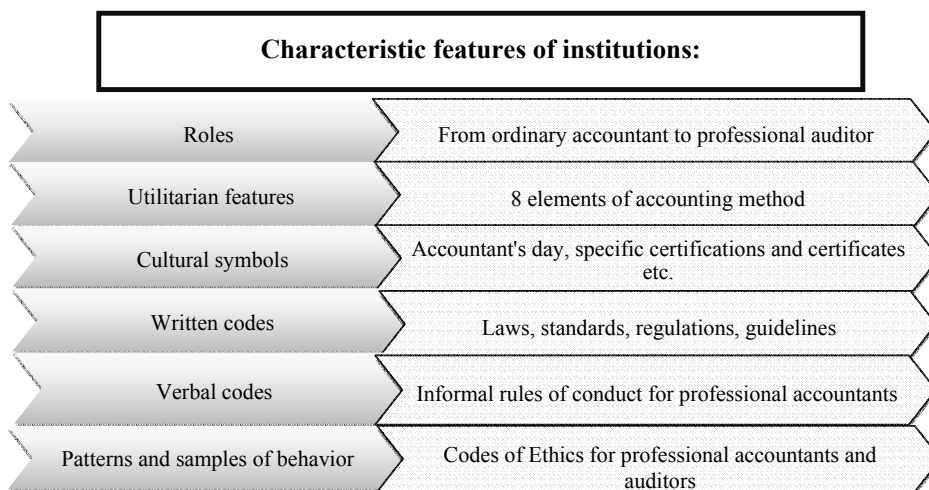 Characteristic features of institutions:
Roles
From ordinary accountant to professional auditor
Utilitarian features
8 elements of accounting method
Cultural symbols
Accountant's day, specific certifications and certificates
etc.
Written codes
Laws, standards, regulations, guidelines
Verbal codes
Informal rules of conduct for professional accountants
Patterns and samples of behavior
Codes of Ethics for professional accountants and
auditors